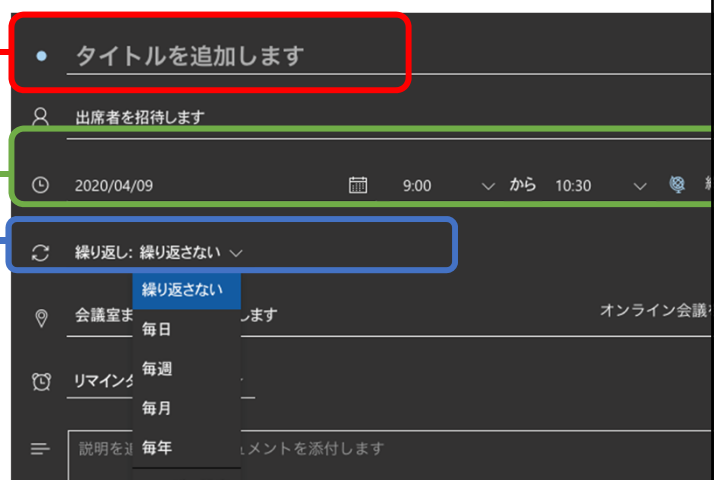 タイトルを追加します
出席者を招待します
2020/04/09 9:00 から 10:30
繰り返し: 繰り返さない
繰り返さない
会議室ま します オンライン会議
毎日
リマイン
毎週
毎月
説明を追 ュメントを添付します
毎年